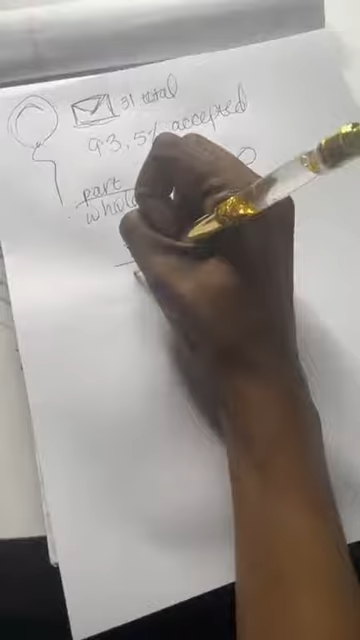 31 total
93.5% accepted
part
whole